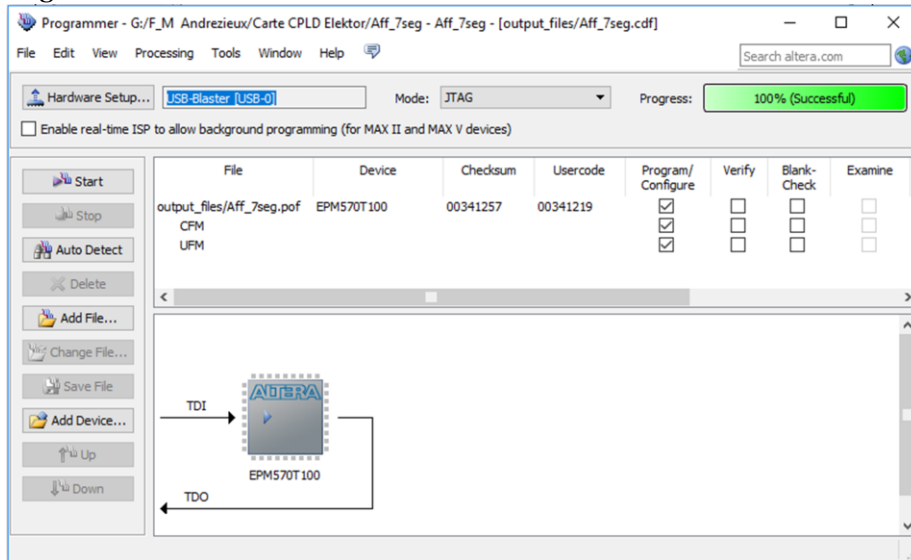 Programmer - G:/F_M Andrezieux/Carte CPLD Elektor/Aff_7seg - Aff_7seg - [output_files/Aff_7seg.cdf]
File Edit View Processing Tools Window Help
Search altera.com
Hardware Setup... USB-Blaster [USB-0] Mode: JTAG Progress: 100% (Successful)
Enable real-time ISP to allow background programming (for MAX II and MAX V devices)
Start
Stop
Auto Detect
Delete
Add File...
Change File...
Save File
Add Device...
Up
Down
File Device Checksum Usercode Program/ Verify Blank- Examine
Configure Check
output_files/Aff_7seg.pof EPM570T100 00341257 00341219
CFM
UFM
ALTERA
TDI
EPM570T100
TDO